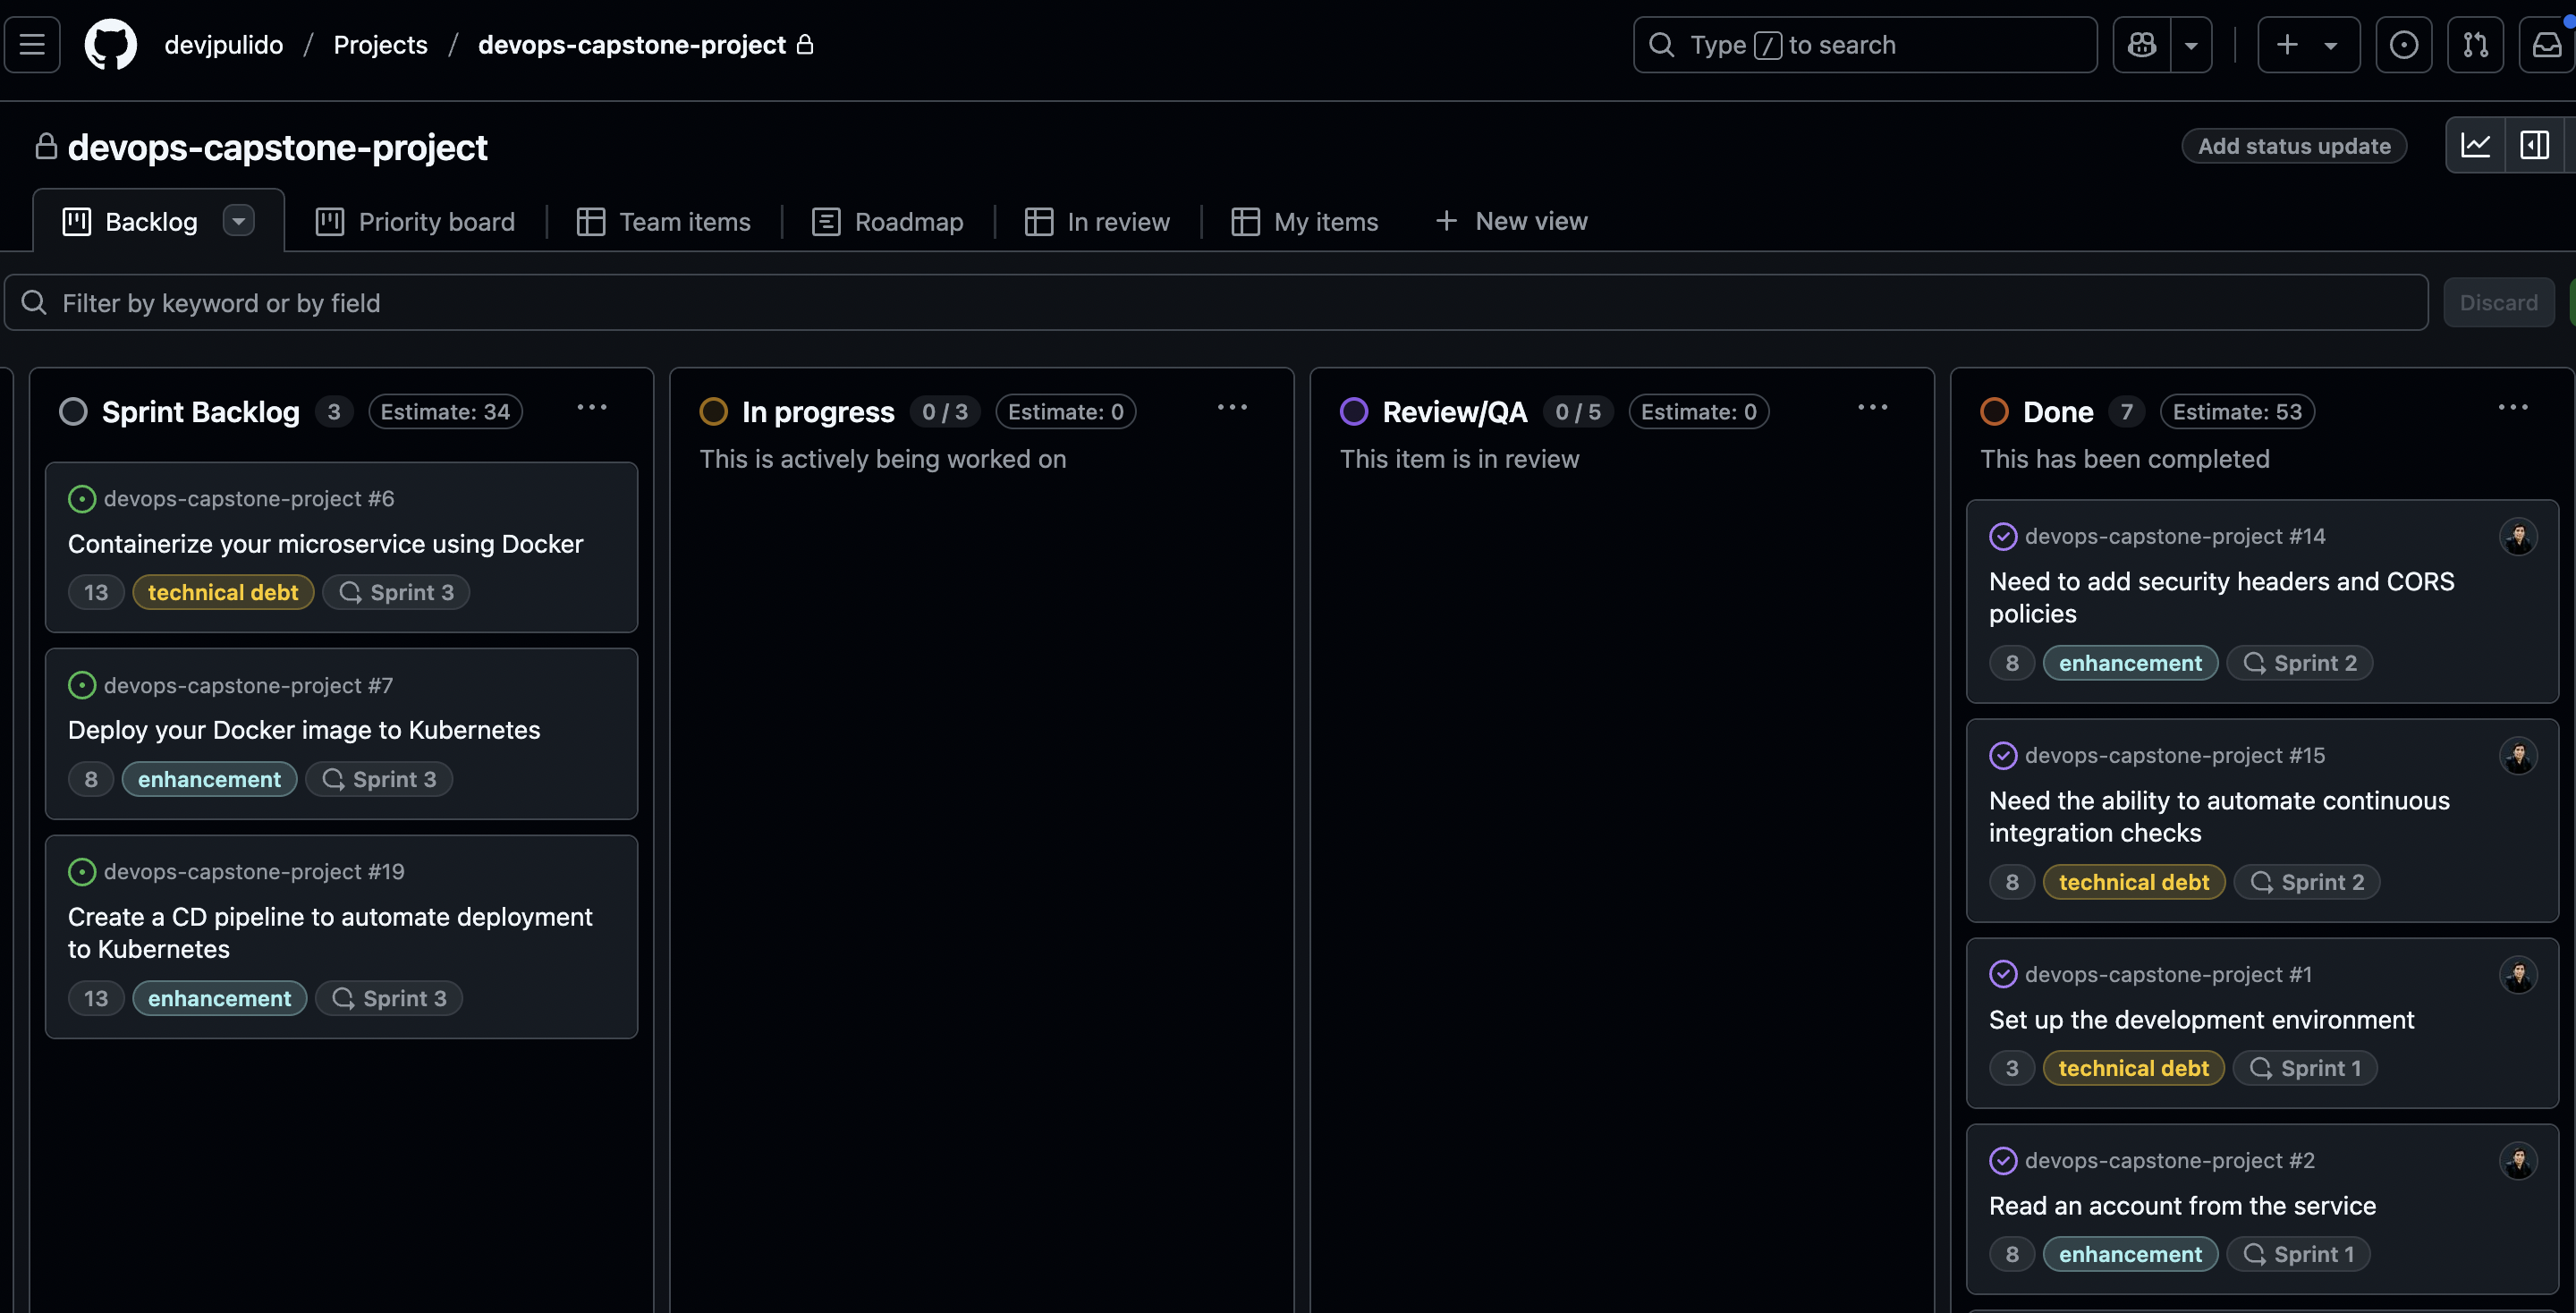 devjpulido / Projects / devops-capstone-project
Type / to search
devops-capstone-project
Add status update
Backlog
Priority board
Team items
Roadmap
In review
My items
New view
Filter by keyword or by field
Discard
Sprint Backlog 3 Estimate: 34
devops-capstone-project #6
Containerize your microservice using Docker
13 technical debt Sprint 3
devops-capstone-project #7
Deploy your Docker image to Kubernetes
8 enhancement Sprint 3
devops-capstone-project #19
Create a CD pipeline to automate deployment
to Kubernetes
13 enhancement Sprint 3
In progress 0 / 3 Estimate: 0
This is actively being worked on
Review/QA 0 / 5 Estimate: 0
This item is in review
Done 7 Estimate: 53
This has been completed
devops-capstone-project #14
Need to add security headers and CORS
policies
8 enhancement Sprint 2
devops-capstone-project #15
Need the ability to automate continuous
integration checks
8 technical debt Sprint 2
devops-capstone-project #1
Set up the development environment
3 technical debt Sprint 1
devops-capstone-project #2
Read an account from the service
8 enhancement Sprint 1